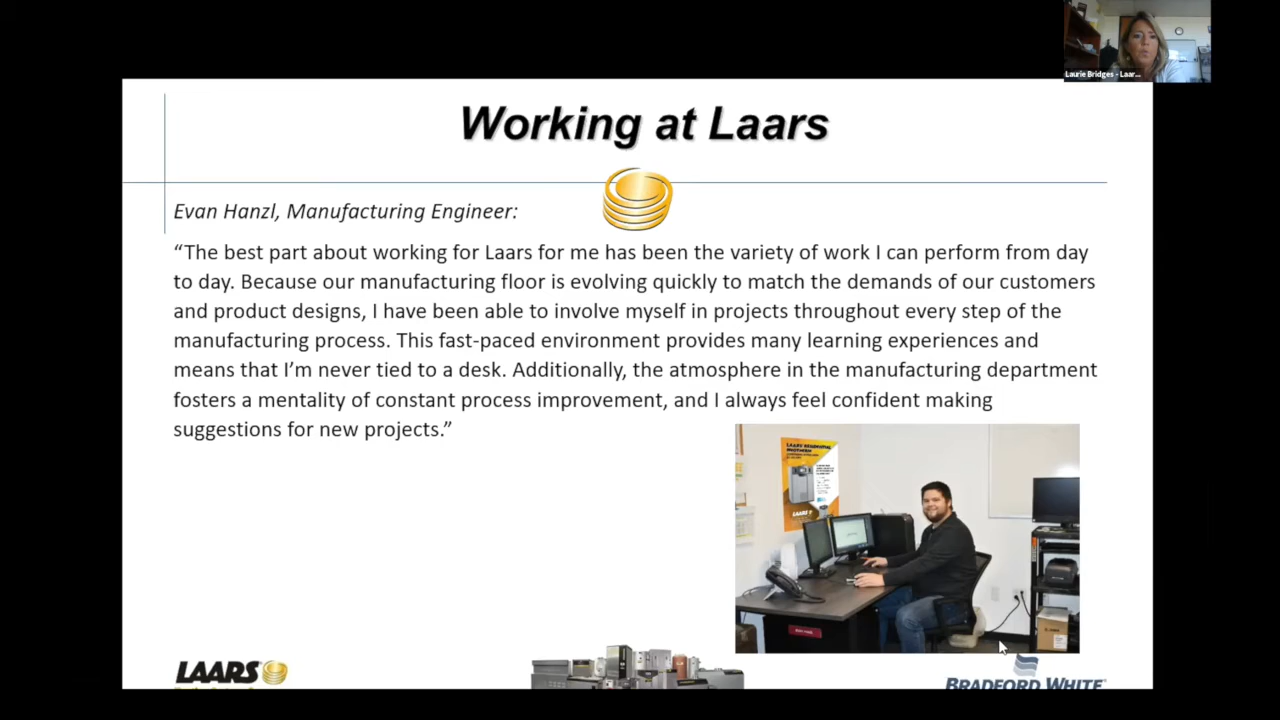 Laurie Bridges - Laar...
Working at Laars
Evan Hanzl, Manufacturing Engineer:
“The best part about working for Laars for me has been the variety of work I can perform from day
to day. Because our manufacturing floor is evolving quickly to match the demands of our customers
and product designs, I have been able to involve myself in projects throughout every step of the
manufacturing process. This fast-paced environment provides many learning experiences and
means that I’m never tied to a desk. Additionally, the atmosphere in the manufacturing department
fosters a mentality of constant process improvement, and I always feel confident making
suggestions for new projects.”
LAARS
LAARS
BRADFORD WHITE